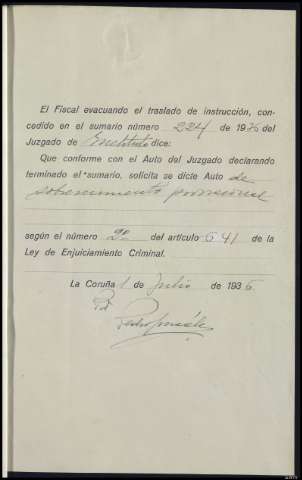 El Fiscal evacuando el traslado de instrucción, con-
cedido en el sumario número 224 de 1936 del
Juzgado de Instituto dice:
Que conforme con el Auto del Juzgado declarando
terminado el sumario, solicita se dicte Auto de
sobreseimiento provisional
según el número 2º del artículo 641 de la
Ley de Enjuiciamiento Criminal.
La Coruña 1 de Julio de 1936.